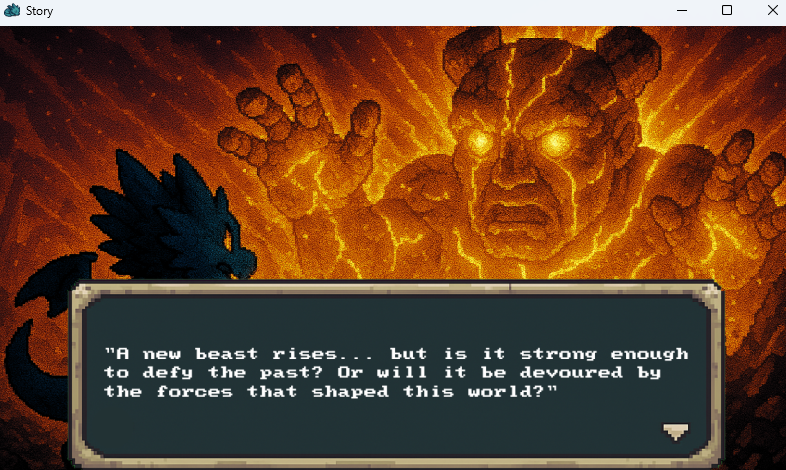 Story
"A new beast rises... but is it strong enough
to defy the past? Or will it be devoured by
the forces that shaped this world?"